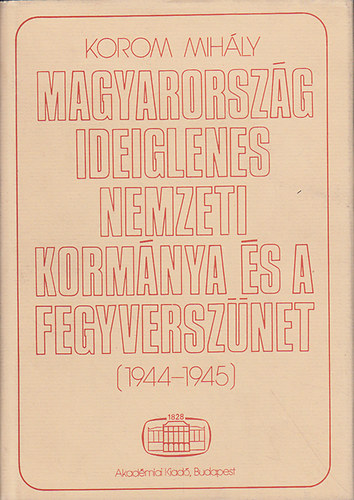 KOROM MIHÁLY
MAGYARORSZÁG
IDEIGLENES
NEMZETI
KORMÁNYA ÉS A
FEGYVERSZÜNET
(1944–1945)
1828
Akadémiai Kiadó, Budapest